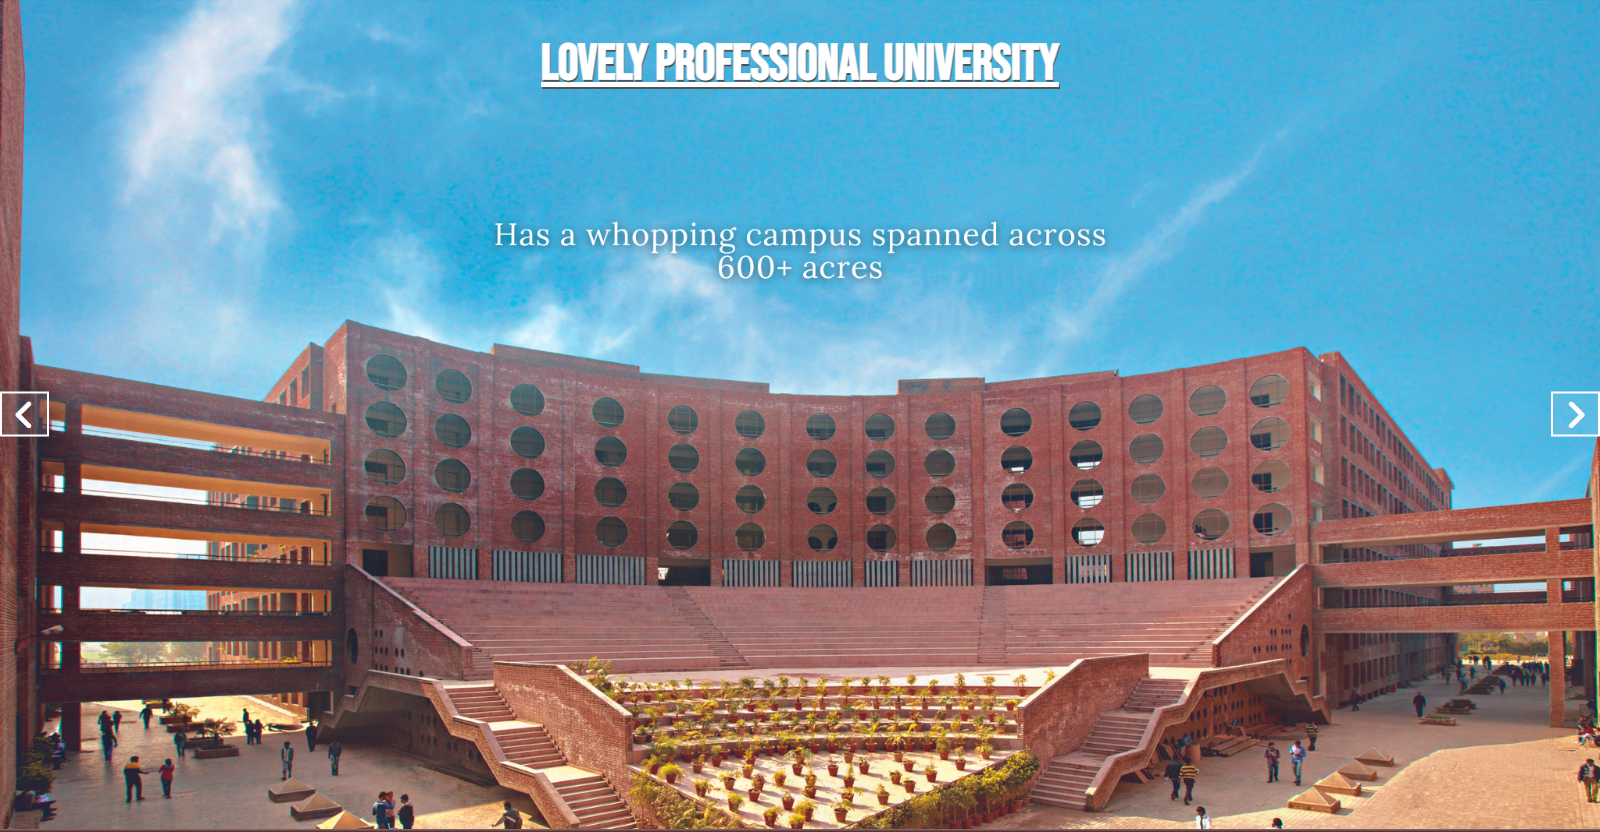 LOVELY PROFESSIONAL UNIVERSITY
Has a whopping campus spanned across
600+ acres